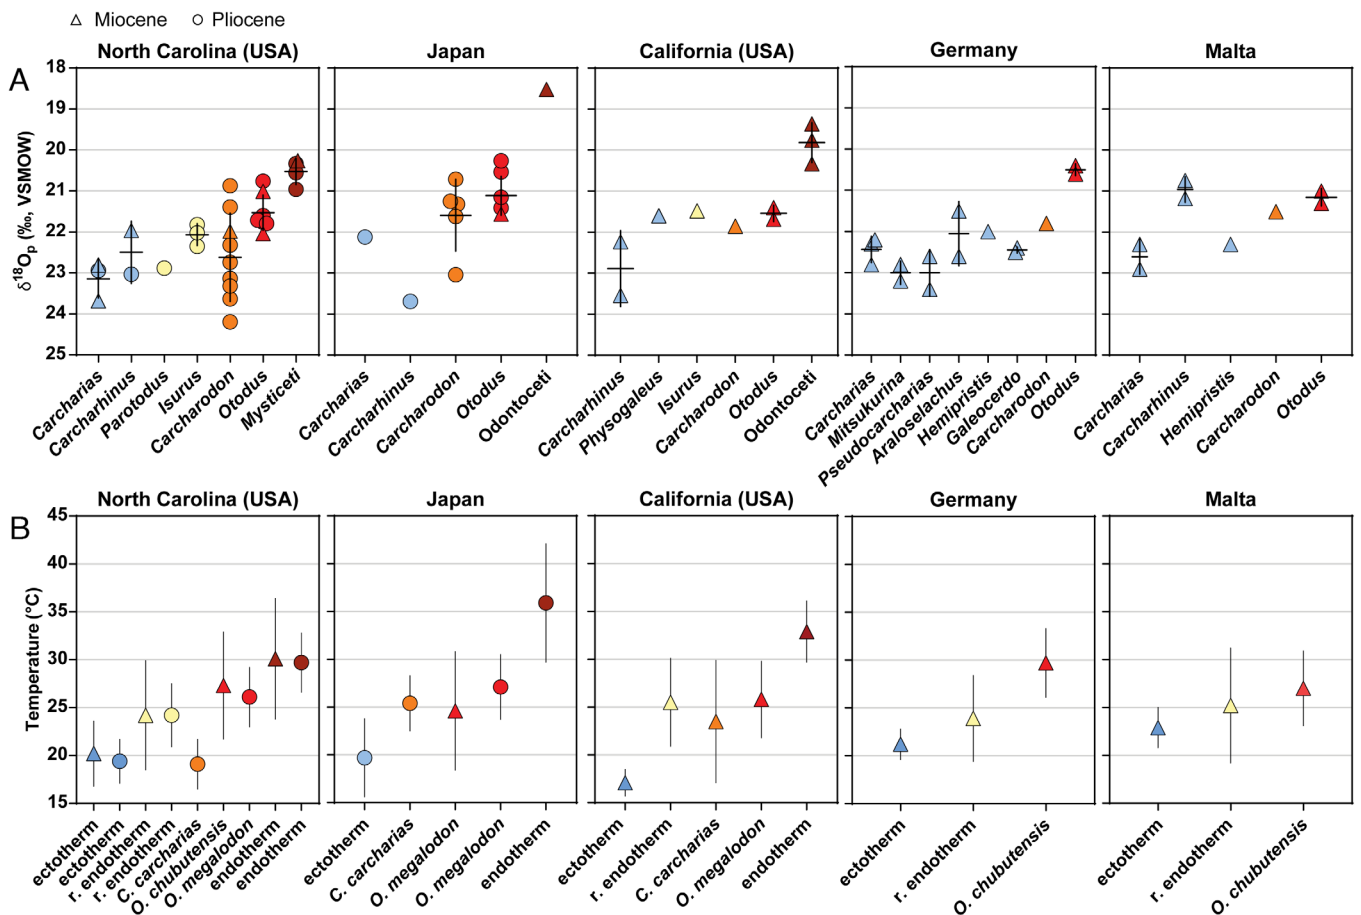 Miocene Pliocene
North Carolina (USA) Japan California (USA) Germany Malta
A
δ18Op (‰, VSMOW)
18
19
20
21
22
23
24
25
Carcharias Carcharhinus Parotodus Isurus Carcharodon Otodus Mysticeti
Carcharias Carcharhinus Carcharodon Otodus Odontoceti
Carcharhinus Physogaleus Isurus Carcharodon Otodus Odontoceti
Carcharias Mitsukurina Pseudocarcharias Araloselachus Hemipristis Galeocerdo Carcharodon Otodus
Carcharias Carcharhinus Hemipristis Carcharodon Otodus
North Carolina (USA) Japan California (USA) Germany Malta
B
Temperature (°C)
45
40
35
30
25
20
15
ectotherm ectotherm r. endotherm r. endotherm C. carcharias O. chubutensis O. megalodon endotherm endotherm
ectotherm C. carcharias O. megalodon O. megalodon endotherm
ectotherm r. endotherm C. carcharias O. megalodon endotherm
ectotherm r. endotherm O. chubutensis
ectotherm r. endotherm O. chubutensis